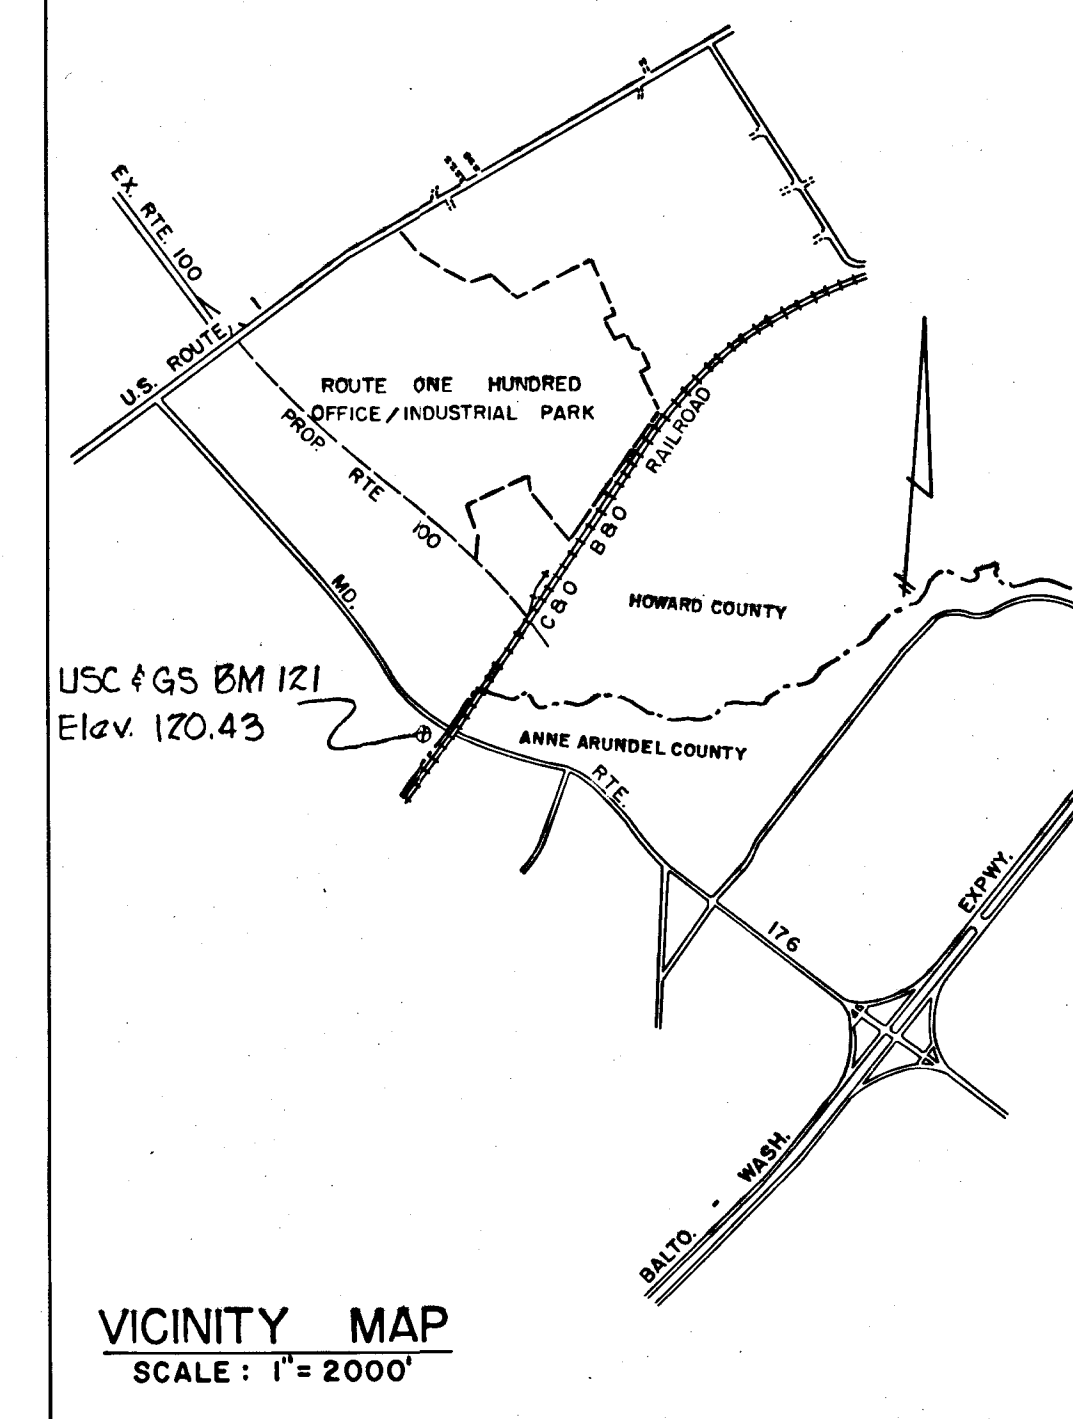 EX. RTE. 100
U.S. ROUTE 1
ROUTE ONE HUNDRED
OFFICE/INDUSTRIAL PARK
PROP. RTE 100
C&O B&O RAILROAD
HOWARD COUNTY
MD. RTE. 176
USC & GS BM 121
Elev. 120.43
ANNE ARUNDEL COUNTY
BALTO. - WASH. EXPWY.
VICINITY MAP
SCALE: 1"= 2000'